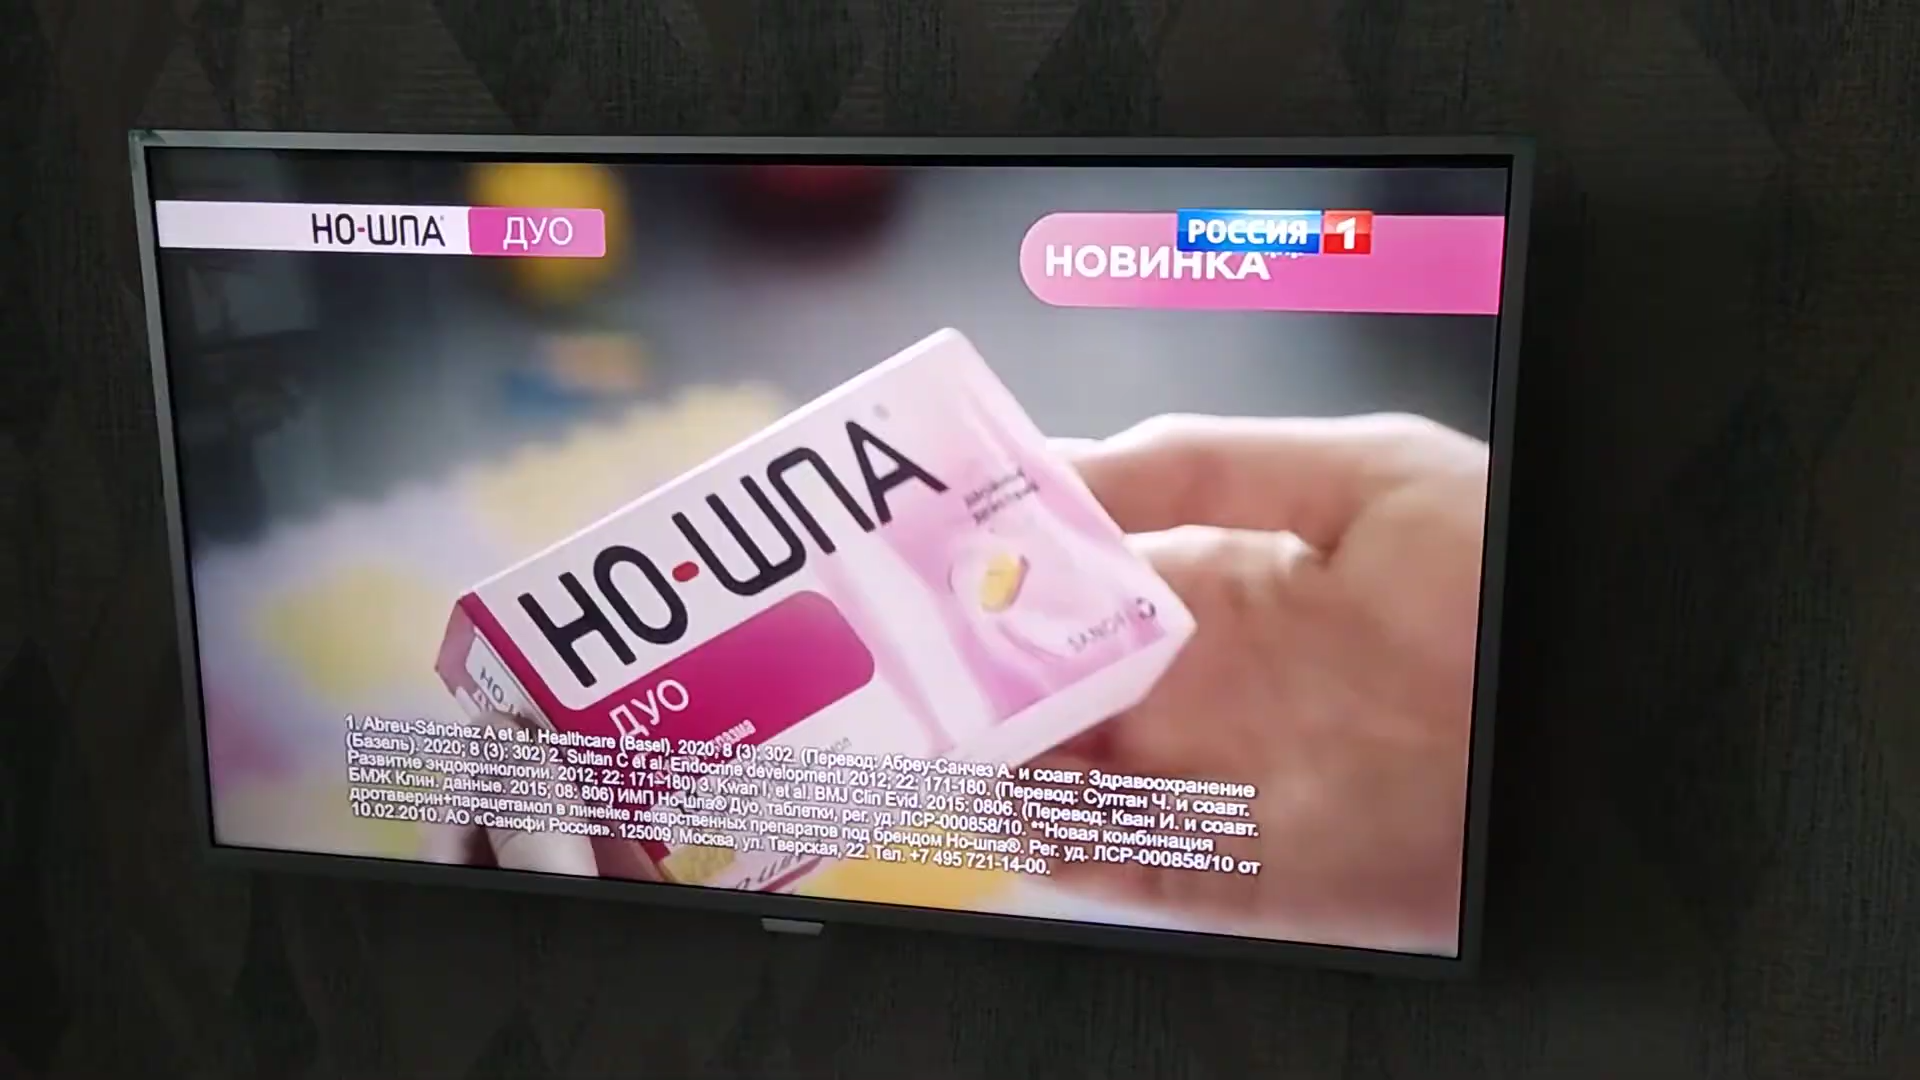 НО-ШПА® ДУО
РОССИЯ 1
НОВИНКА
НО-ШПА®
ДУО
SANOFI
НО-Ш
1. Abreu-Sánchez A et al. Healthcare (Basel). 2020; 8 (3): 302. (Перевод: Абреу-Санчез А. и соавт. Здравоохранение
(Базель). 2020; 8 (3): 302) 2. Sultan C et al. Endocrine development. 2012; 22: 171-180. (Перевод: Султан Ч. и соавт.
Развитие эндокринологии. 2012; 22: 171–180) 3. Kwan I, et al. BMJ Clin Evid. 2015: 0806. (Перевод: Кван И. и соавт.
БМЖ Клин. данные. 2015; 08: 806) ИМП Но-шпа® Дуо, таблетки, рег. уд. ЛСР-000858/10. **Новая комбинация
дротаверин+парацетамол в линейке лекарственных препаратов под брендом Но-шпа®. Рег. уд. ЛСР-000858/10 от
10.02.2010. АО «Санофи Россия». 125009, Москва, ул. Тверская, 22. Тел. +7 495 721-14-00.